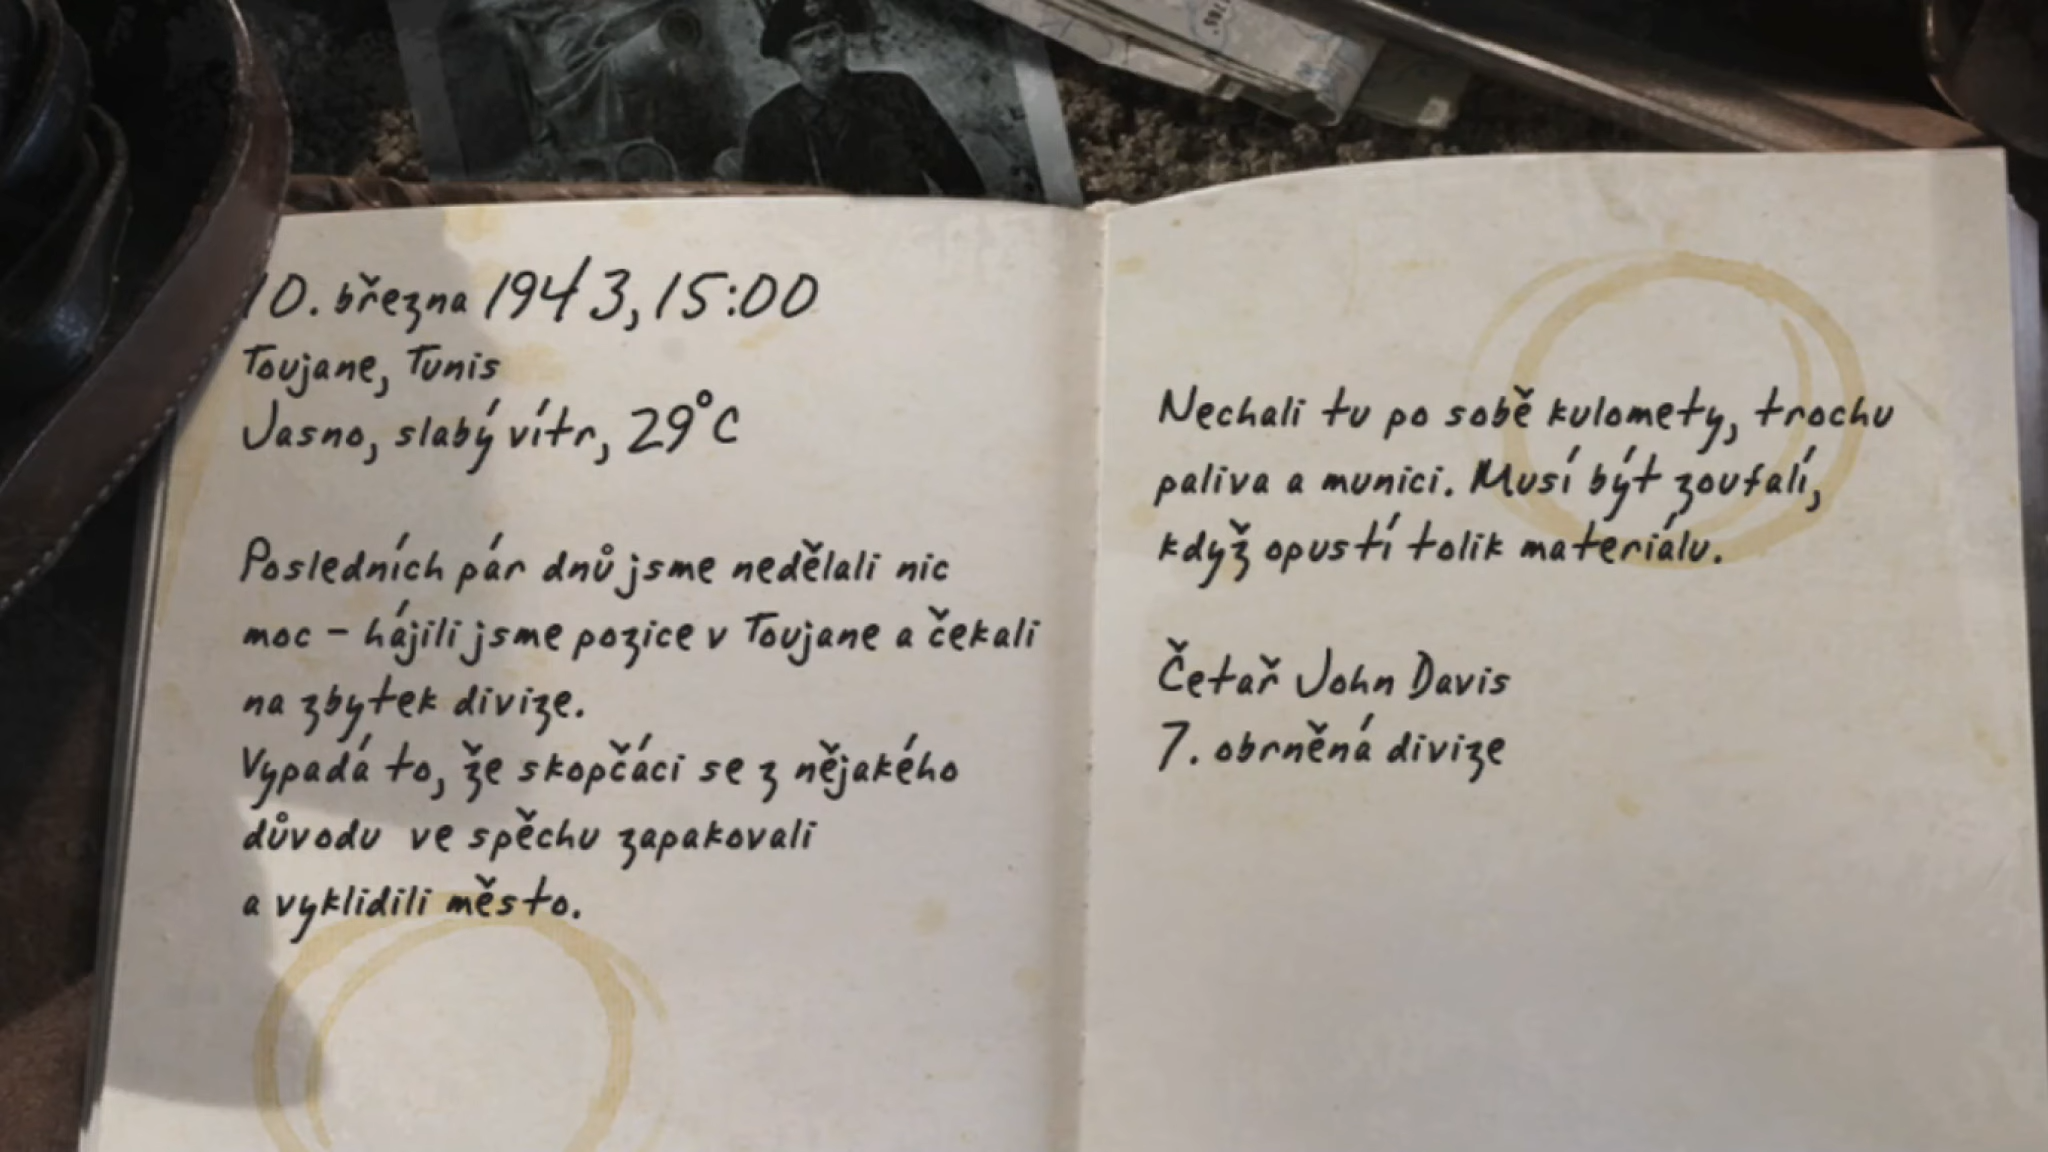 10. března 1943, 15:00
Toujane, Tunis
Jasno, slabý vítr, 29°C
Posledních pár dnů jsme nedělali nic
moc - hájili jsme pozice v Toujane a čekali
na zbytek divize.
Vypadá to, že skopčáci se z nějakého
důvodu ve spěchu zapakovali
a vyklidili město.
Nechali tu po sobě kulomety, trochu
paliva a munici. Musí být zoufalí,
když opustí tolik materiálu.
Četař John Davis
7. obrněná divize